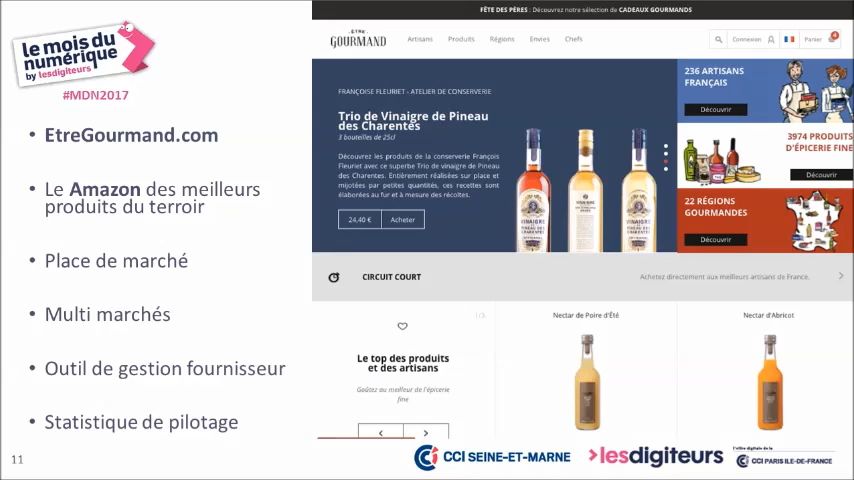 le mois du
numérique
by lesdigiteurs
#MDN2017
• EtreGourmand.com
• Le Amazon des meilleurs
produits du terroir
• Place de marché
• Multi marchés
• Outil de gestion fournisseur
• Statistique de pilotage
11
FÊTE DES PÈRES : Découvrez notre sélection de CADEAUX GOURMANDS
ETRE
GOURMAND
Artisans
Produits
Régions
Envies
Chefs
Connexion
Panier
4
FRANÇOISE FLEURIET - ATELIER DE CONSERVERIE
Trio de Vinaigre de Pineau
des Charentes
3 bouteilles de 25cl
Découvrez les produits de la conserverie François
Fleuriet avec ce superbe Trio de vinaigre de Pineau
des Charentes. Entièrement réalisées sur place et
mijotées par petites quantités, ces recettes sont
élaborées au fur et à mesure des récoltes.
24,40 €
Acheter
VINAIGRE
VINAIGRE
VINAIGRE
236 ARTISANS
FRANÇAIS
Découvrir
3974 PRODUITS
D'ÉPICERIE FINE
Découvrir
22 RÉGIONS
GOURMANDES
Découvrir
CIRCUIT COURT
Achetez directement aux meilleurs artisans de France.
1/3
Le top des produits
et des artisans
Goûtez au meilleur de l'épicerie
fine
Nectar de Poire d'Été
Nectar d'Abricot
CCI SEINE-ET-MARNE
lesdigiteurs
l'offre digitale de la
CCI PARIS ILE-DE-FRANCE